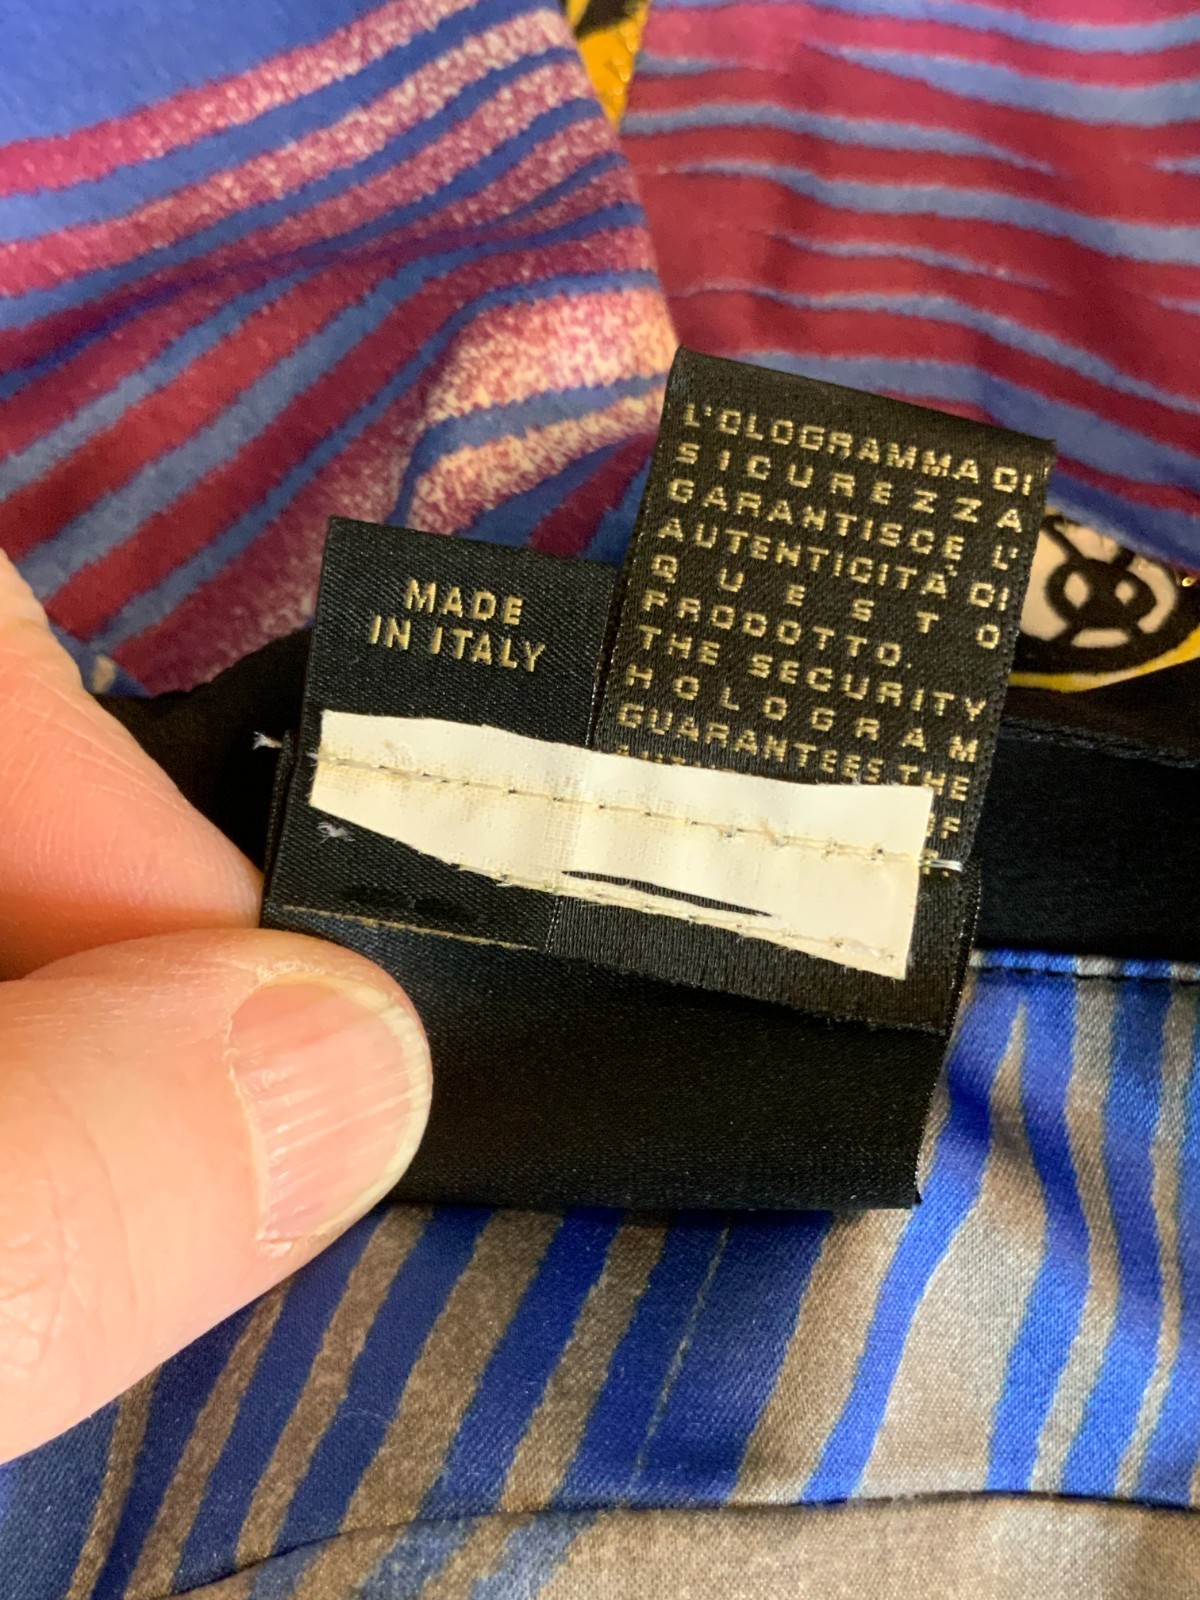 MADE
IN ITALY
L'OLOGRAMMA DI
SICUREZZA
GARANTISCE L'
AUTENTICITÀ DI
QUESTO
PRODOTTO.
THE SECURITY
HOLOGRAM
GUARANTEES THE